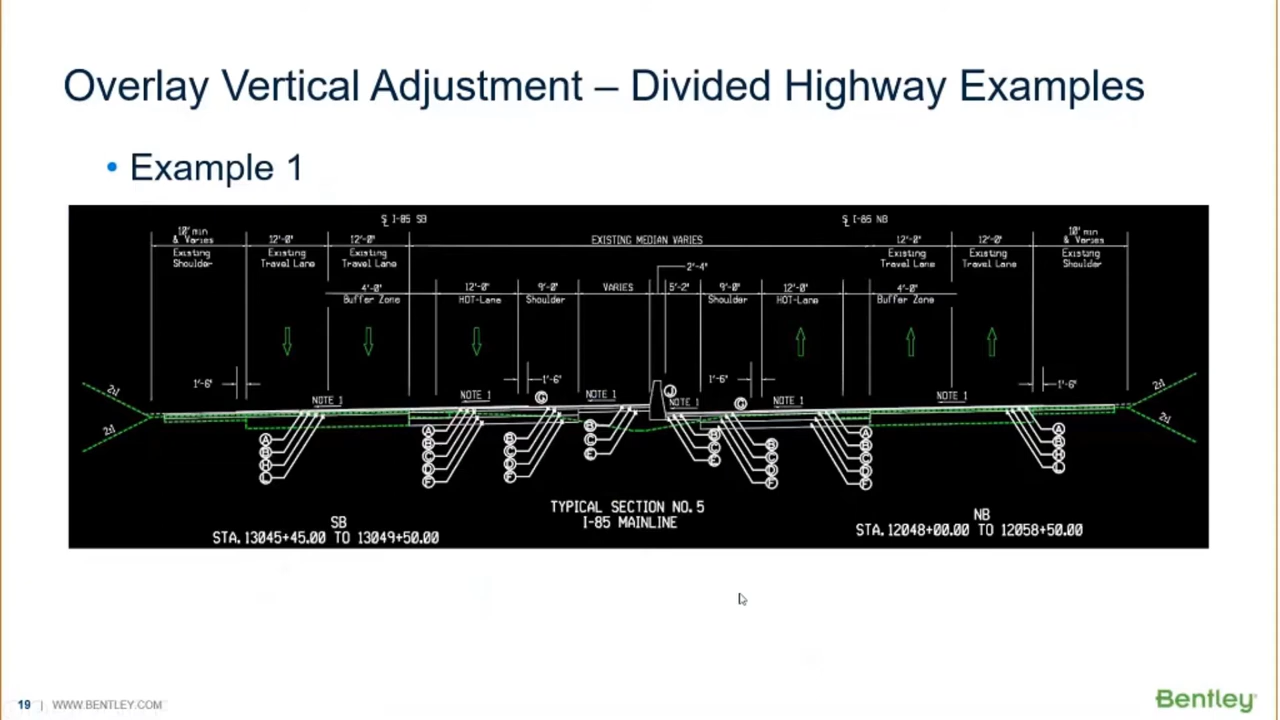 Overlay Vertical Adjustment – Divided Highway Examples
• Example 1
℄ I-85 SB
℄ I-85 NB
10' min & Varies
Existing Shoulder
12'-0"
Existing Travel Lane
12'-0"
Existing Travel Lane
EXISTING MEDIAN VARIES
12'-0"
Existing Travel Lane
12'-0"
Existing Travel Lane
10' min & Varies
Existing Shoulder
2'-4"
4'-0"
Buffer Zone
12'-0"
HOT-Lane
9'-0"
Shoulder
VARIES
5'-2"
9'-0"
Shoulder
12'-0"
HOT-Lane
4'-0"
Buffer Zone
1'-6"
1'-6"
1'-6"
1'-6"
2:1
2:1
NOTE 1
NOTE 1
G
NOTE 1
J
NOTE 1
G
NOTE 1
NOTE 1
2:1
2:1
A
B
H
L
A
B
C
D
F
B
C
D
F
B
C
F
B
C
F
B
C
D
F
A
B
C
D
F
A
B
H
L
TYPICAL SECTION NO. 5
I-85 MAINLINE
SB
STA. 13045+45.00 TO 13049+50.00
NB
STA. 12048+00.00 TO 12058+50.00
19 | WWW.BENTLEY.COM
Bentley